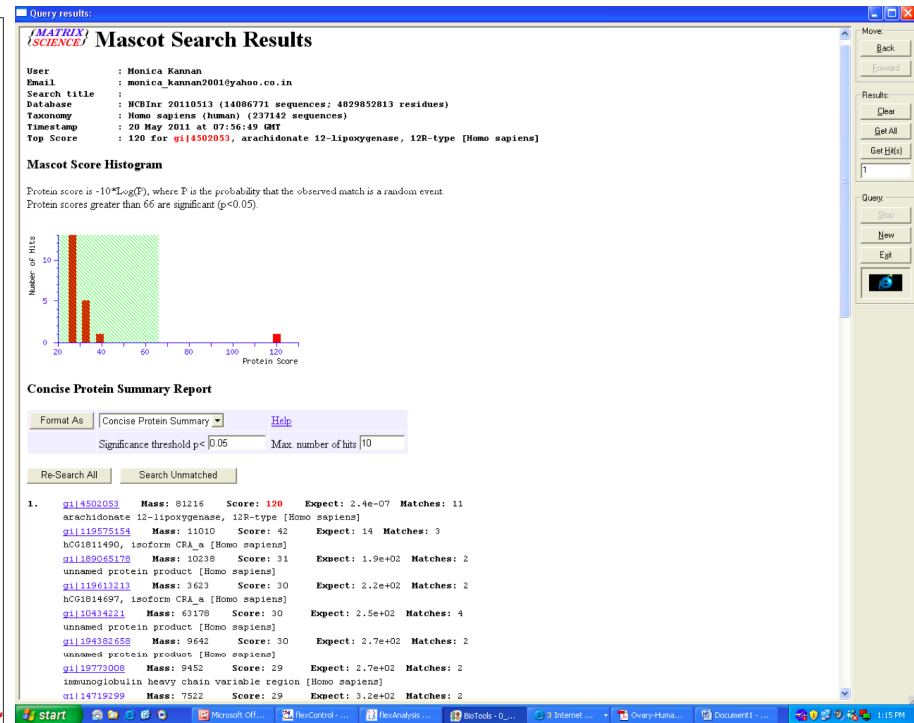 Query results:
{MATRIX}
{SCIENCE} Mascot Search Results
User : Monica Kannan
Email : monica_kannan2001@yahoo.co.in
Search title :
Database : NCBInr 20110513 (14086771 sequences; 4829852813 residues)
Taxonomy : Homo sapiens (human) (237142 sequences)
Timestamp : 20 May 2011 at 07:56:49 GMT
Top Score : 120 for gi|4502053, arachidonate 12-lipoxygenase, 12R-type [Homo sapiens]
Mascot Score Histogram
Protein score is -10*Log(P), where P is the probability that the observed match is a random event.
Protein scores greater than 66 are significant (p<0.05).
Number of Hits
10
5
0
20 40 60 80 100 120
Protein Score
Concise Protein Summary Report
Format As Concise Protein Summary Help
Significance threshold p< 0.05 Max. number of hits 10
Re-Search All Search Unmatched
1. gi|4502053 Mass: 81216 Score: 120 Expect: 2.4e-07 Matches: 11
arachidonate 12-lipoxygenase, 12R-type [Homo sapiens]
gi|119575154 Mass: 11010 Score: 42 Expect: 14 Matches: 3
hCG1811490, isoform CRA_a [Homo sapiens]
gi|189065178 Mass: 10238 Score: 31 Expect: 1.9e+02 Matches: 2
unnamed protein product [Homo sapiens]
gi|119613213 Mass: 3623 Score: 30 Expect: 2.2e+02 Matches: 2
hCG1814697, isoform CRA_a [Homo sapiens]
gi|10434221 Mass: 63178 Score: 30 Expect: 2.5e+02 Matches: 4
unnamed protein product [Homo sapiens]
gi|194382658 Mass: 9642 Score: 30 Expect: 2.7e+02 Matches: 2
unnamed protein product [Homo sapiens]
gi|19773008 Mass: 9452 Score: 29 Expect: 2.7e+02 Matches: 2
immunoglobulin heavy chain variable region [Homo sapiens]
gi|14719299 Mass: 7522 Score: 29 Expect: 3.2e+02 Matches: 2
Move:
Back
Forward
Results:
Clear
Get All
Get Hit(s)
1
Query:
Stop
New
Exit
start
Microsoft Off...
flexControl - ...
flexAnalysis ...
BioTools - 0_...
3 Internet ...
Ovary-Huma...
Document1 - ...
1:15 PM